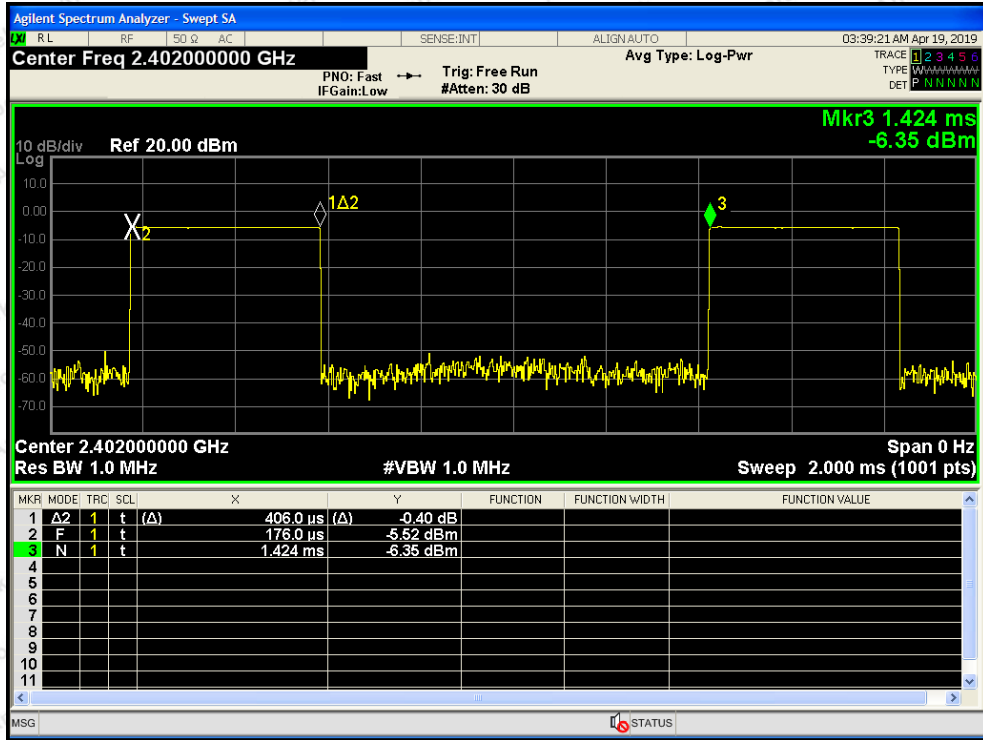 Agilent Spectrum Analyzer - Swept SA
LXI RL RF 50 Ω AC SENSE:INT ALIGN AUTO 03:39:21 AM Apr 19, 2019
Center Freq 2.402000000 GHz
PNO: Fast
IFGain:Low
Trig: Free Run
#Atten: 30 dB
Avg Type: Log-Pwr
TRACE 1 2 3 4 5 6
TYPE WWWWWW
DET P N N N N N
Mkr3 1.424 ms
-6.35 dBm
10 dB/div Ref 20.00 dBm
Log
10.0
0.00
-10.0
-20.0
-30.0
-40.0
-50.0
-60.0
-70.0
2
1Δ2
3
Center 2.402000000 GHz Span 0 Hz
Res BW 1.0 MHz #VBW 1.0 MHz Sweep 2.000 ms (1001 pts)
MKR MODE TRC SCL X Y FUNCTION FUNCTION WIDTH FUNCTION VALUE
1 Δ2 1 t (Δ) 406.0 µs (Δ) -0.40 dB
2 F 1 t 176.0 µs -5.52 dBm
3 N 1 t 1.424 ms -6.35 dBm
4
5
6
7
8
9
10
11
MSG STATUS